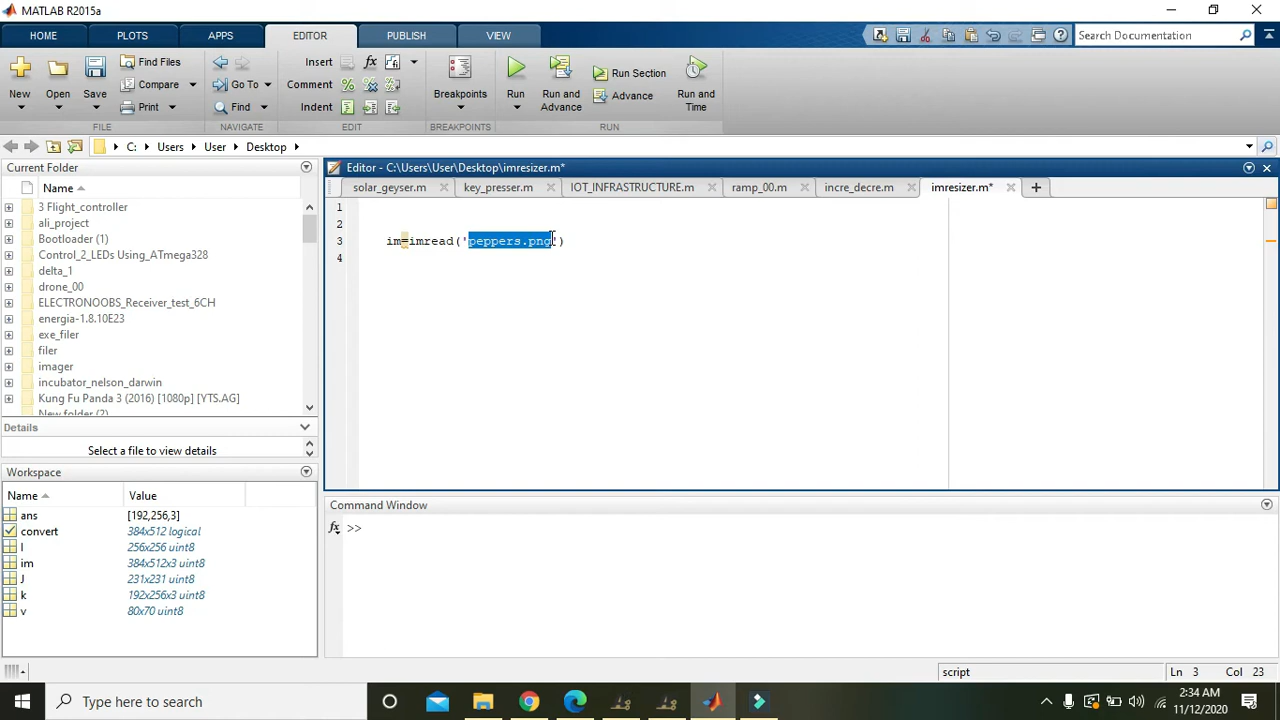 MATLAB R2015a
HOME PLOTS APPS EDITOR PUBLISH VIEW
Search Documentation
New Open Save Find Files Compare Print
Go To Find
Insert fx Comment Indent
Breakpoints
Run Run and Advance Run Section Advance Run and Time
FILE NAVIGATE EDIT BREAKPOINTS RUN
C: Users User Desktop
Current Folder
Name
3 Flight_controller
ali_project
Bootloader (1)
Control_2_LEDs Using_ATmega328
delta_1
drone_00
ELECTRONOOBS_Receiver_test_6CH
energia-1.8.10E23
exe_filer
filer
imager
incubator_nelson_darwin
Kung Fu Panda 3 (2016) [1080p] [YTS.AG]
New folder (2)
Details
Select a file to view details
Workspace
Name Value
ans [192,256,3]
convert 384x512 logical
I 256x256 uint8
im 384x512x3 uint8
J 231x231 uint8
k 192x256x3 uint8
v 80x70 uint8
Editor - C:\Users\User\Desktop\imresizer.m*
solar_geyser.m key_presser.m IOT_INFRASTRUCTURE.m ramp_00.m incre_decre.m imresizer.m*
1
2
3 im=imread('peppers.png')
4
Command Window
fx >>
script Ln 3 Col 23
Type here to search
2:34 AM
11/12/2020